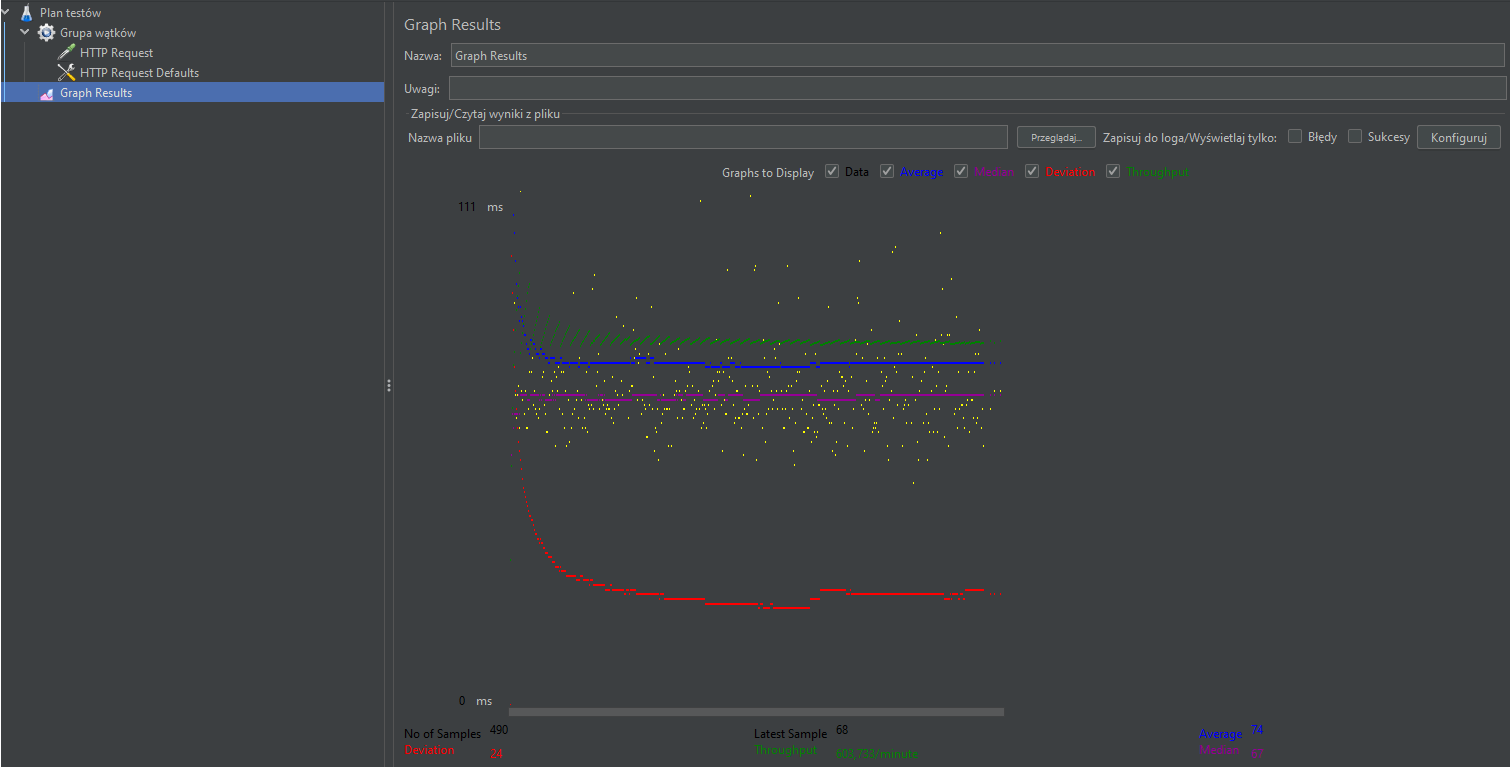 Plan testów
Grupa wątków
HTTP Request
HTTP Request Defaults
Graph Results
Graph Results
Nazwa: Graph Results
Uwagi:
Zapisuj/Czytaj wyniki z pliku
Nazwa pliku Przeglądaj... Zapisuj do loga/Wyświetlaj tylko: Błędy Sukcesy Konfiguruj
Graphs to Display Data Average Median Deviation Throughput
111 ms
0 ms
No of Samples 490 Latest Sample 68 Average 74
Deviation 24 Throughput 603,733/minute Median